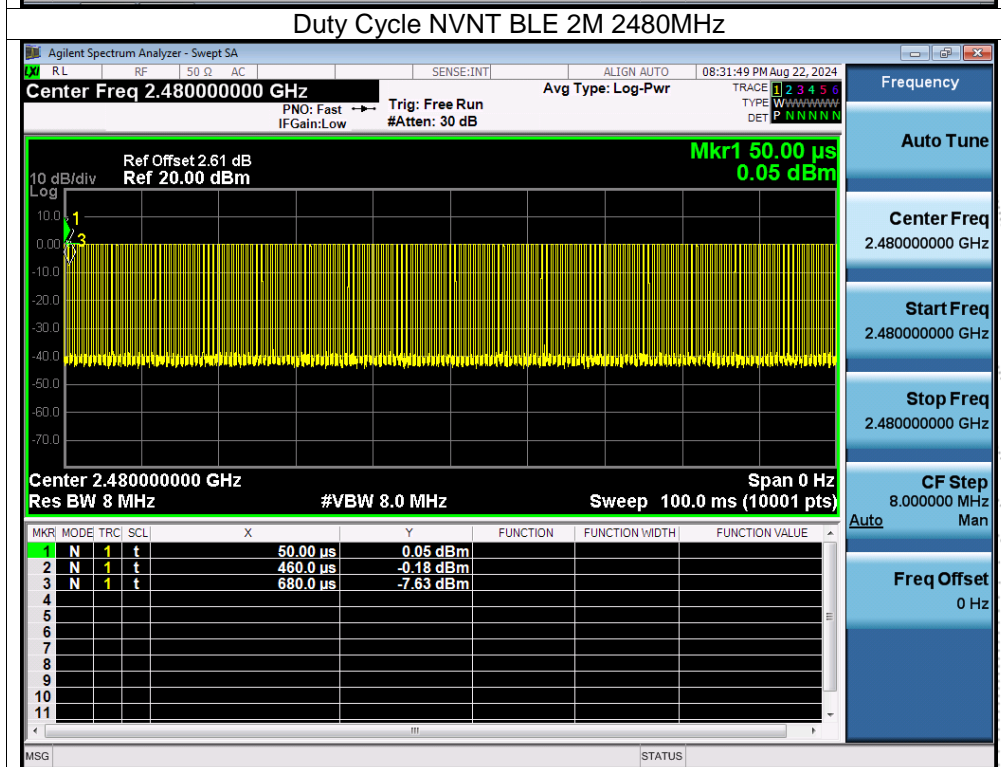 Duty Cycle NVNT BLE 2M 2480MHz
Agilent Spectrum Analyzer - Swept SA
LXI RL RF 50 Ω AC SENSE:INT ALIGN AUTO 08:31:49 PM Aug 22, 2024
Center Freq 2.480000000 GHz
PNO: Fast
IFGain:Low
Trig: Free Run
#Atten: 30 dB
Avg Type: Log-Pwr
TRACE 1 2 3 4 5 6
TYPE WWWWWWW
DET P N N N N N
Ref Offset 2.61 dB
Ref 20.00 dBm
Mkr1 50.00 µs
0.05 dBm
10 dB/div
Log
10.0
0.00
-10.0
-20.0
-30.0
-40.0
-50.0
-60.0
-70.0
1
3
Center 2.480000000 GHz Span 0 Hz
Res BW 8 MHz #VBW 8.0 MHz Sweep 100.0 ms (10001 pts)
MKR MODE TRC SCL X Y FUNCTION FUNCTION WIDTH FUNCTION VALUE
1 N 1 t 50.00 µs 0.05 dBm
2 N 1 t 460.0 µs -0.18 dBm
3 N 1 t 680.0 µs -7.63 dBm
4
5
6
7
8
9
10
11
MSG STATUS
Frequency
Auto Tune
Center Freq
2.480000000 GHz
Start Freq
2.480000000 GHz
Stop Freq
2.480000000 GHz
CF Step
8.000000 MHz
Auto Man
Freq Offset
0 Hz